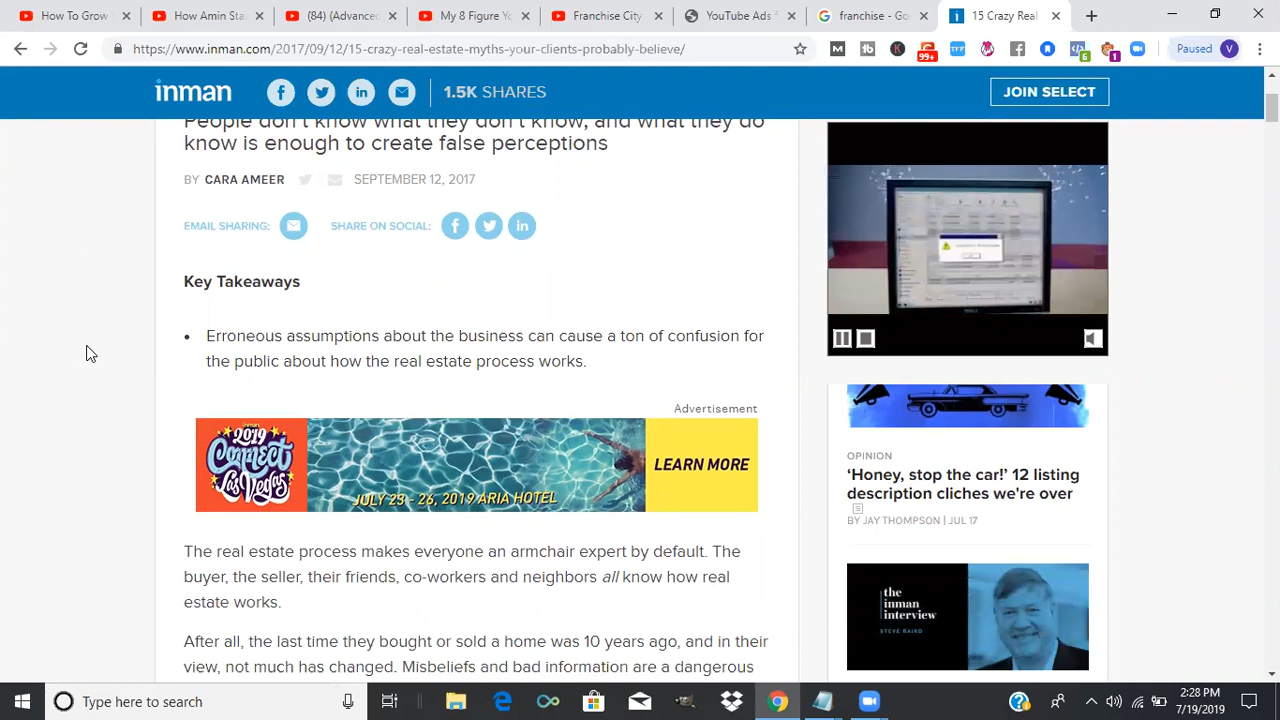 How To Grow Y
How Amin Sta
(84) (Advanced
My 8 Figure Y
Franchise City
YouTube Ads f
franchise - Goo
15 Crazy Real
https://www.inman.com/2017/09/12/15-crazy-real-estate-myths-your-clients-probably-believe/
99+
TFF
6
1
Paused
V
inman
1.5K SHARES
JOIN SELECT
People don't know what they don't know, and what they do
know is enough to create false perceptions
BY CARA AMEER SEPTEMBER 12, 2017
EMAIL SHARING:
SHARE ON SOCIAL:
Key Takeaways
• Erroneous assumptions about the business can cause a ton of confusion for
the public about how the real estate process works.
Advertisement
inman
2019
Connect
Las Vegas
JULY 23 - 26, 2019 ARIA HOTEL
LEARN MORE
The real estate process makes everyone an armchair expert by default. The
buyer, the seller, their friends, co-workers and neighbors all know how real
estate works.
After all, the last time they bought or sold a home was 10 years ago, and in their
view, not much has changed. Misbeliefs and bad information are a dangerous
OPINION
'Honey, stop the car!' 12 listing
description cliches we're over
S
BY JAY THOMPSON | JUL 17
the
inman
interview
STEVE BAIRD
Type here to search
2:28 PM
7/19/2019